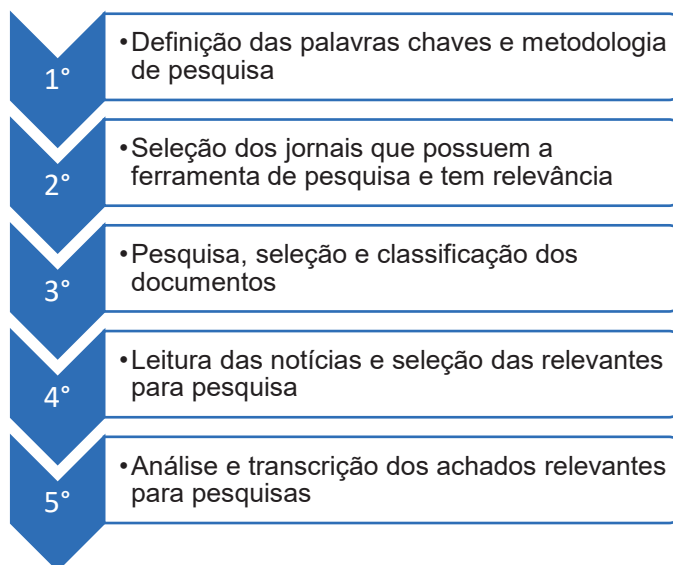 1°
•Definição das palavras chaves e metodologia
de pesquisa
2°
•Seleção dos jornais que possuem a
ferramenta de pesquisa e tem relevância
3°
•Pesquisa, seleção e classificação dos
documentos
4°
•Leitura das notícias e seleção das relevantes
para pesquisa
5°
•Análise e transcrição dos achados relevantes
para pesquisas